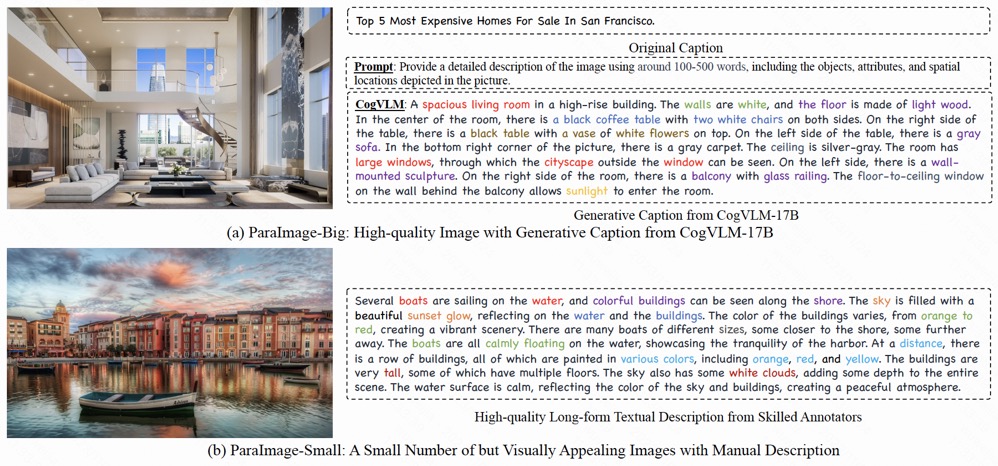 Top 5 Most Expensive Homes For Sale In San Francisco.
Original Caption
Prompt: Provide a detailed description of the image using around 100-500 words, including the objects, attributes, and spatial
locations depicted in the picture.
CogVLM: A spacious living room in a high-rise building. The walls are white, and the floor is made of light wood.
In the center of the room, there is a black coffee table with two white chairs on both sides. On the right side of
the table, there is a black table with a vase of white flowers on top. On the left side of the table, there is a gray
sofa. In the bottom right corner of the picture, there is a gray carpet. The ceiling is silver-gray. The room has
large windows, through which the cityscape outside the window can be seen. On the left side, there is a wall-
mounted sculpture. On the right side of the room, there is a balcony with glass railing. The floor-to-ceiling window
on the wall behind the balcony allows sunlight to enter the room.
Generative Caption from CogVLM-17B
(a) ParaImage-Big: High-quality Image with Generative Caption from CogVLM-17B
Several boats are sailing on the water, and colorful buildings can be seen along the shore. The sky is filled with a
beautiful sunset glow, reflecting on the water and the buildings. The color of the buildings varies, from orange to
red, creating a vibrant scenery. There are many boats of different sizes, some closer to the shore, some further
away. The boats are all calmly floating on the water, showcasing the tranquility of the harbor. At a distance, there
is a row of buildings, all of which are painted in various colors, including orange, red, and yellow. The buildings are
very tall, some of which have multiple floors. The sky also has some white clouds, adding some depth to the entire
scene. The water surface is calm, reflecting the color of the sky and buildings, creating a peaceful atmosphere.
High-quality Long-form Textual Description from Skilled Annotators
(b) ParaImage-Small: A Small Number of but Visually Appealing Images with Manual Description